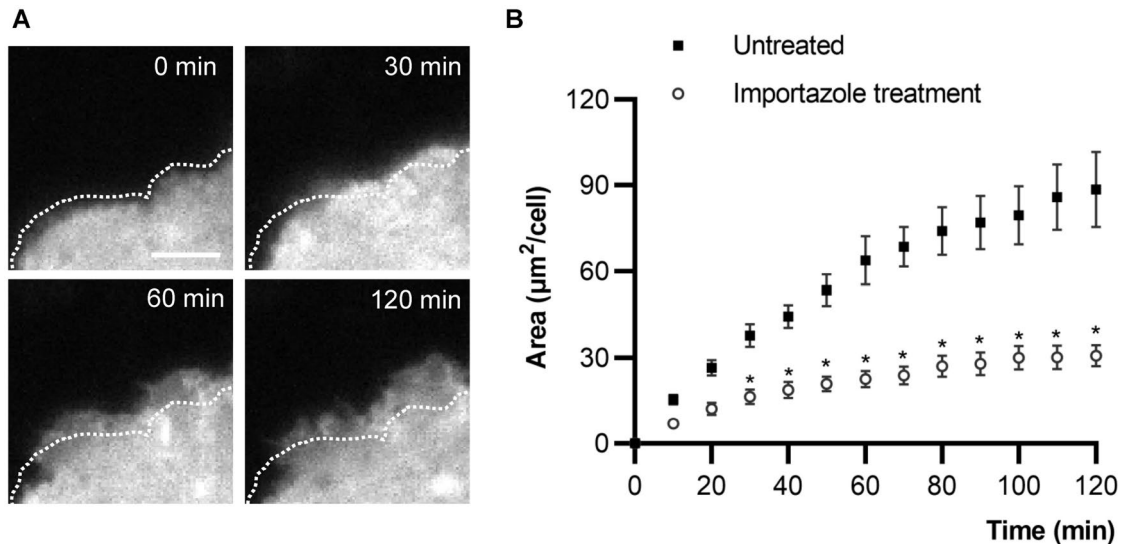 A
0 min
30 min
60 min
120 min
B
Untreated
Importazole treatment
Area (µm²/cell)
120
90
60
30
0
* * * * * * * * * *
0 20 40 60 80 100 120
Time (min)